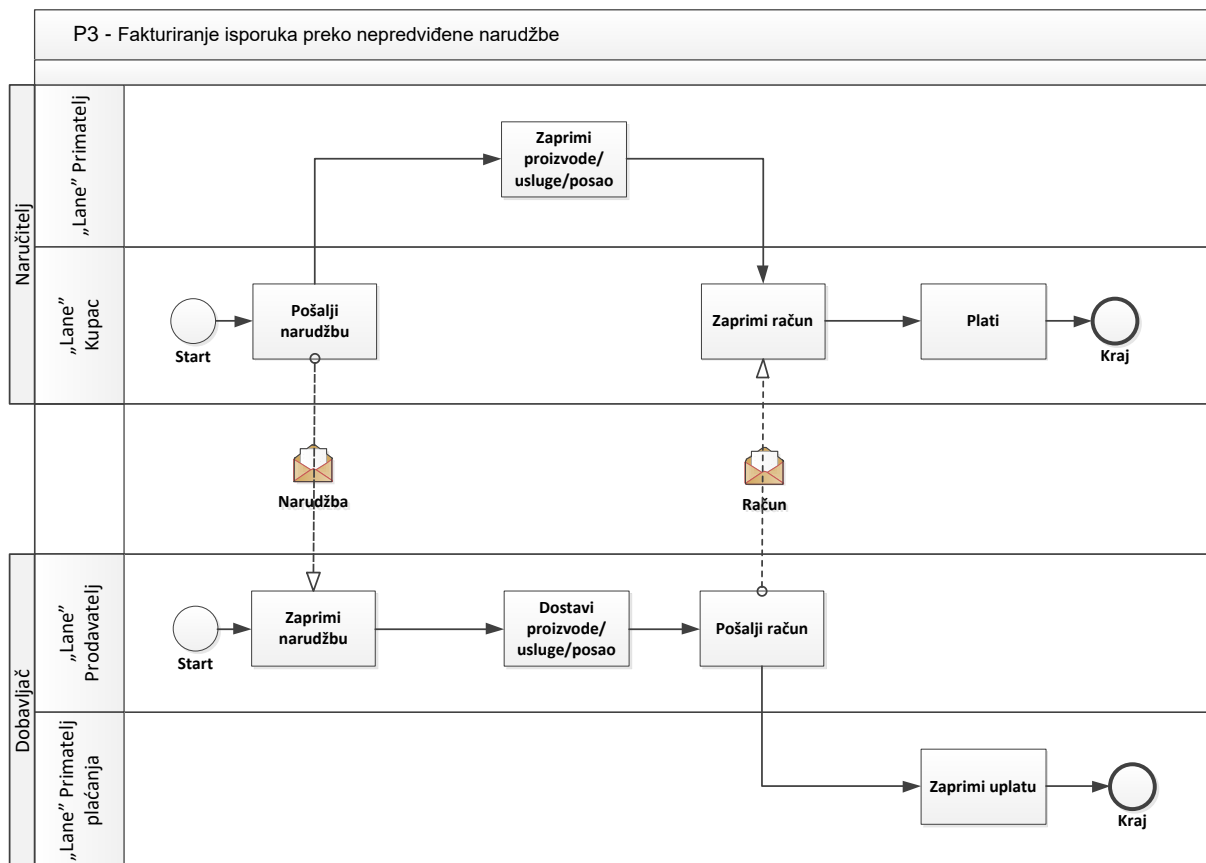 P3 - Fakturiranje isporuka preko nepredviđene narudžbe
Naručitelj
„Lane” Primatelj
Zaprimi
proizvode/
usluge/posao
„Lane”
Kupac
Start
Pošalji
narudžbu
Zaprimi račun
Plati
Kraj
Narudžba
Račun
Dobavljač
„Lane”
Prodavatelj
Start
Zaprimi
narudžbu
Dostavi
proizvode/
usluge/posao
Pošalji račun
„Lane” Primatelj
plaćanja
Zaprimi uplatu
Kraj